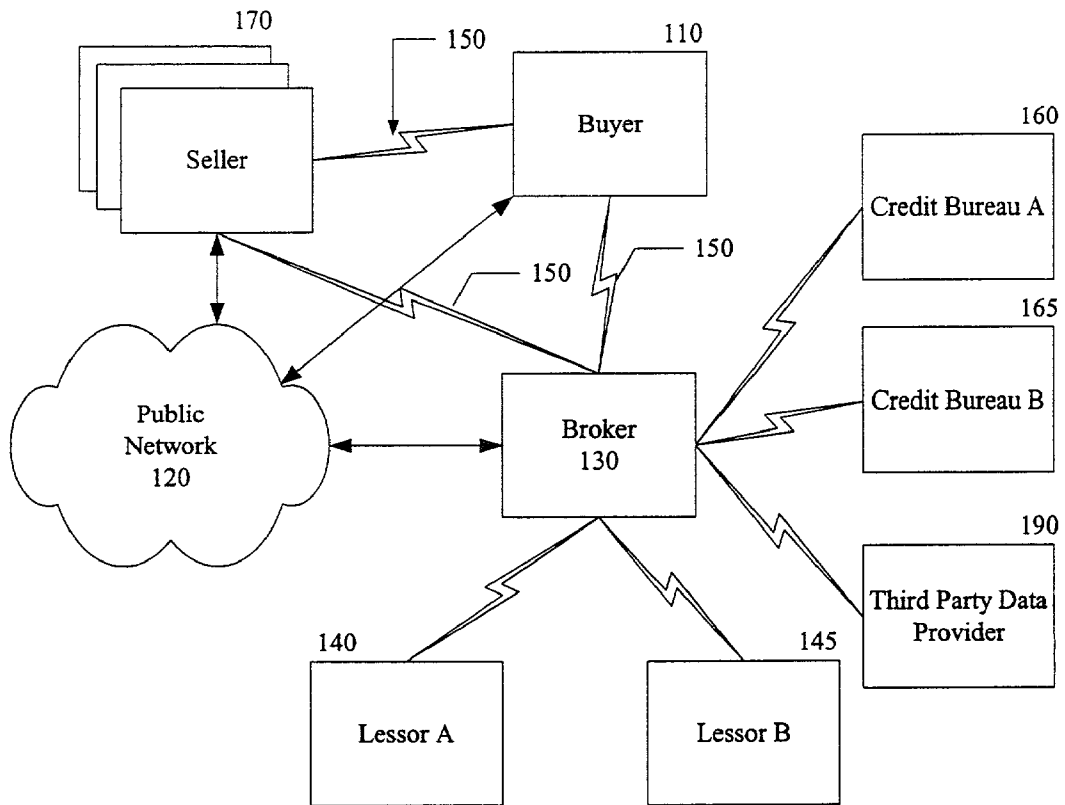 170
150
110
Seller
Buyer
160
Credit Bureau A
150
150
165
Credit Bureau B
Public
Network
120
Broker
130
190
Third Party Data
Provider
140
Lessor A
145
Lessor B